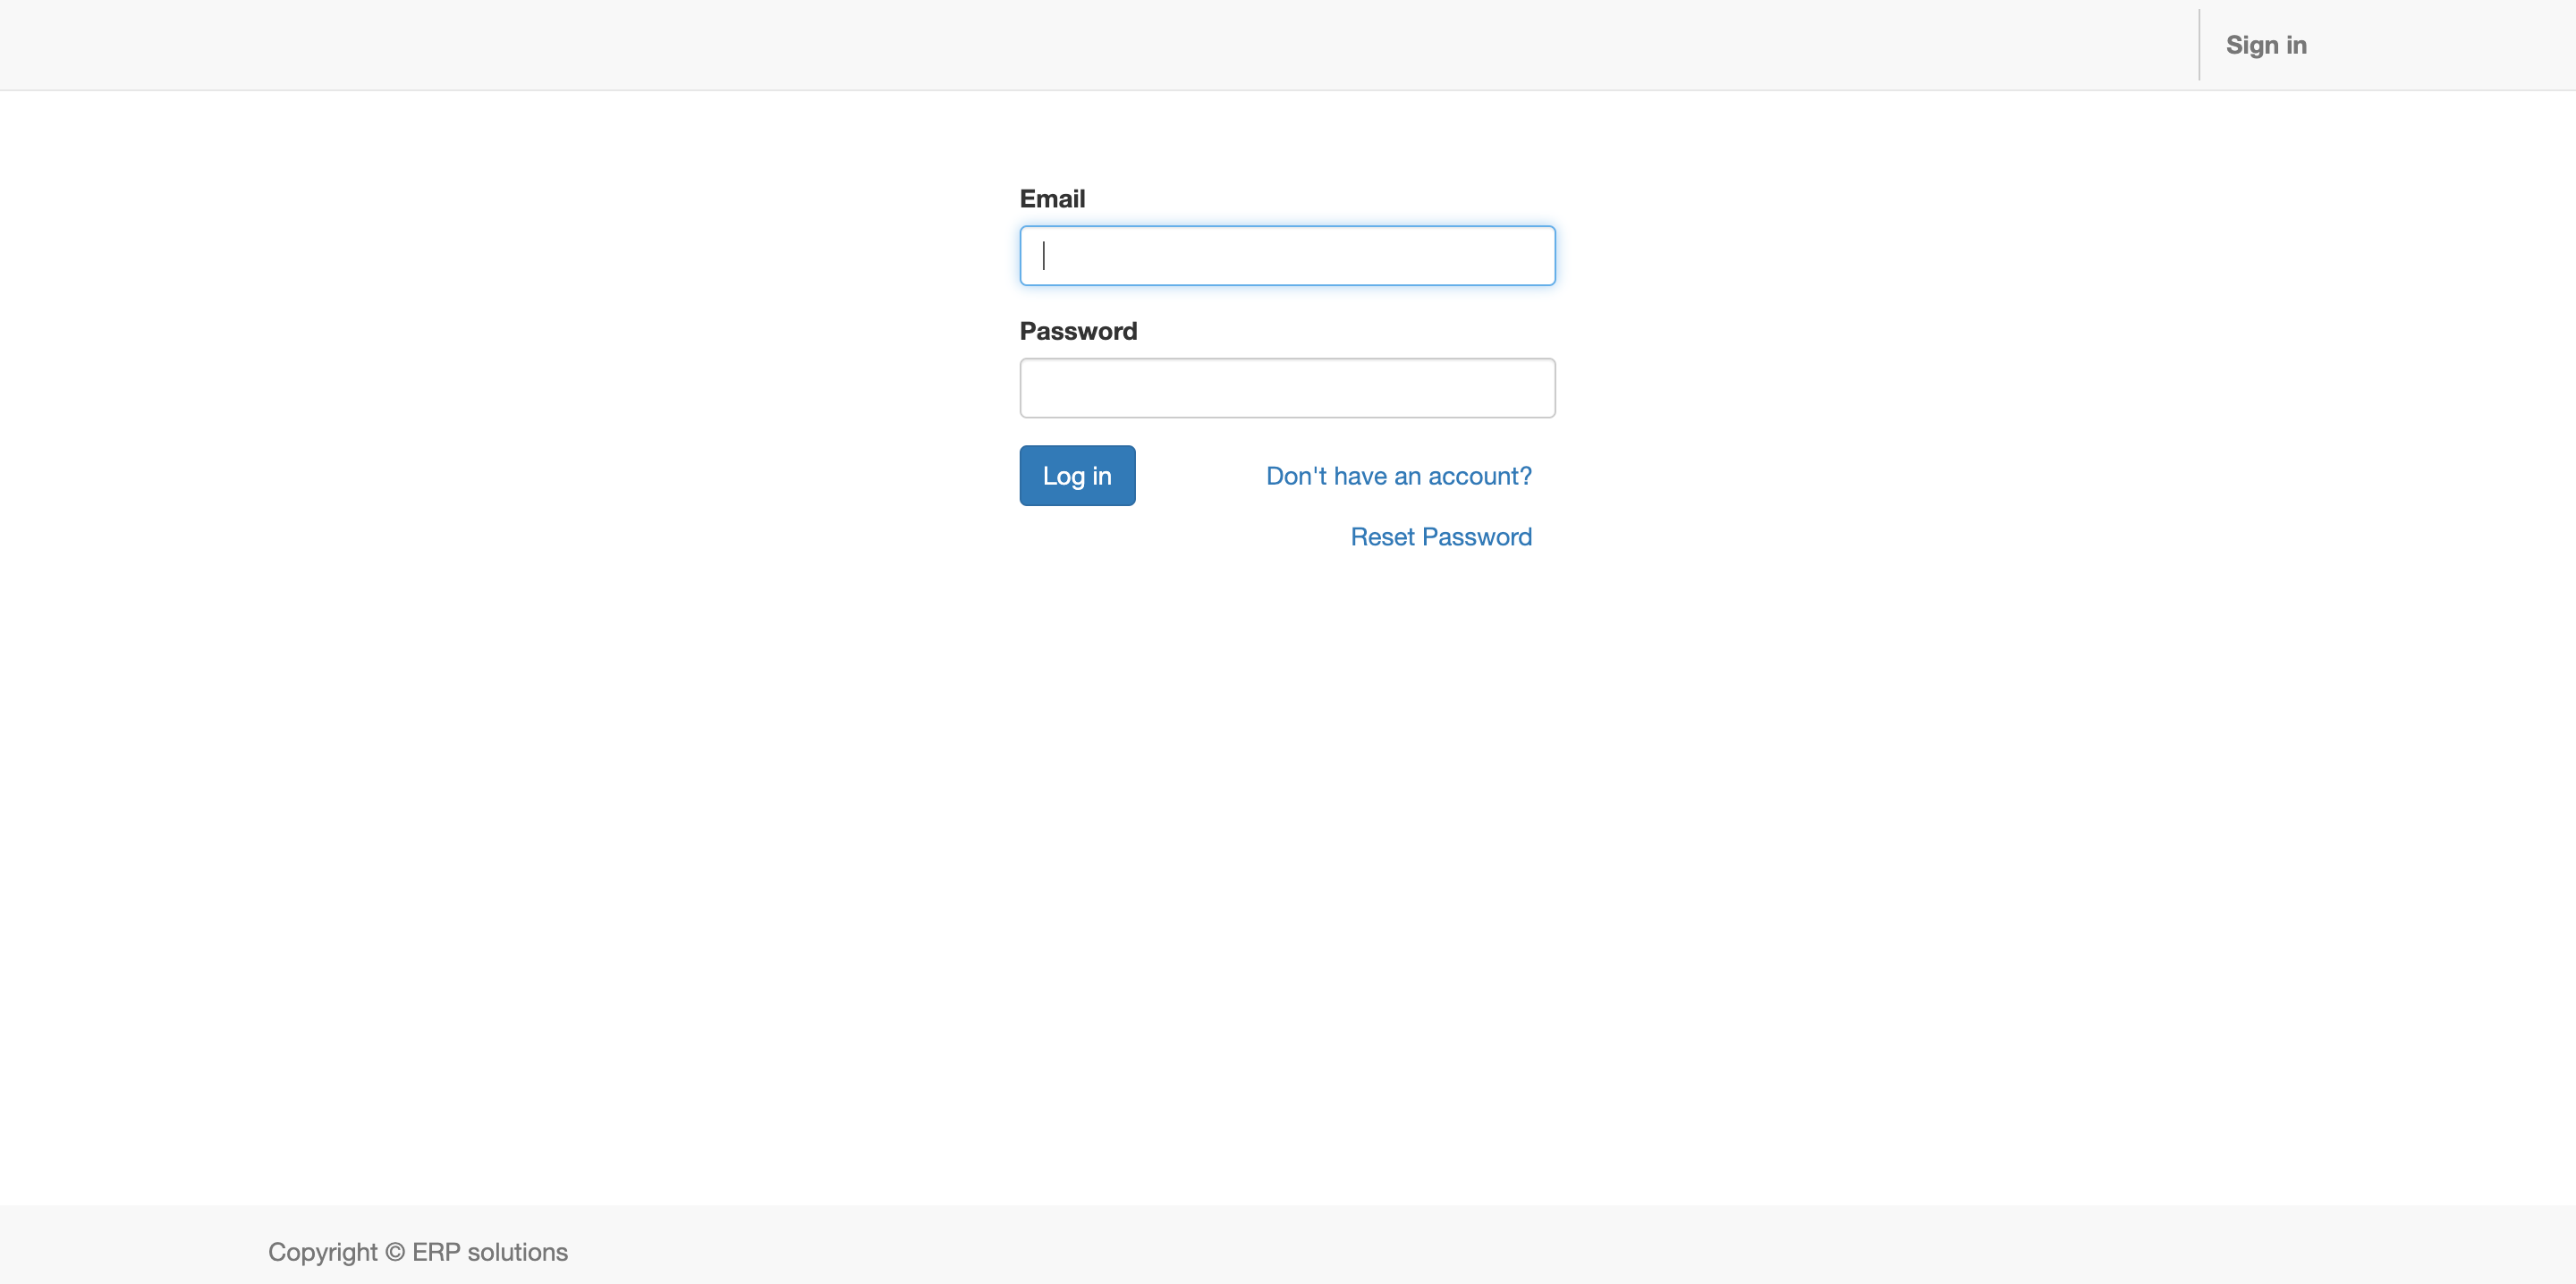 Sign in
Email
Password
Log in
Don't have an account?
Reset Password
Copyright © ERP solutions